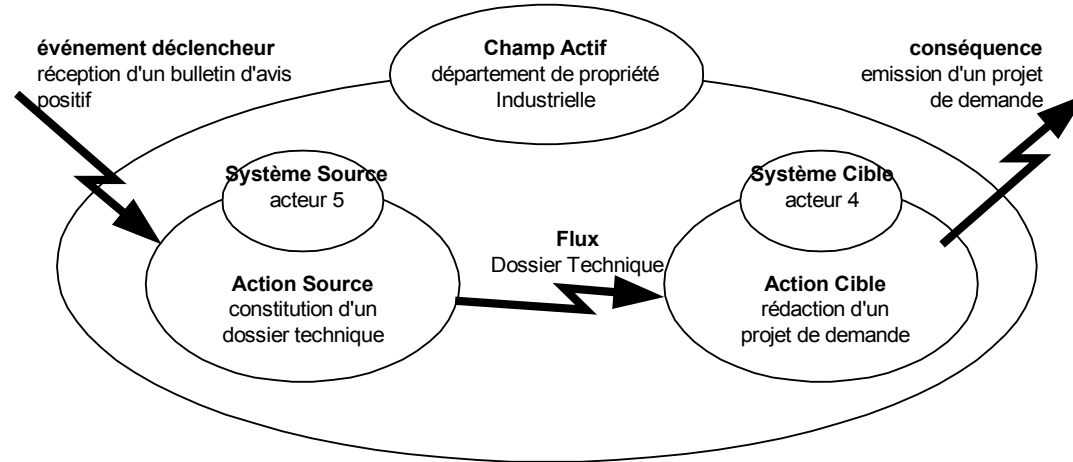 événement déclencheur
réception d'un bulletin d'avis
positif
Champ Actif
département de propriété
Industrielle
conséquence
emission d'un projet
de demande
Système Source
acteur 5
Système Cible
acteur 4
Flux
Dossier Technique
Action Source
constitution d'un
dossier technique
Action Cible
rédaction d'un
projet de demande